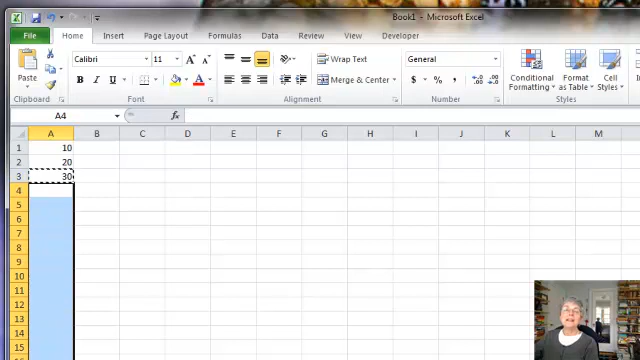 Book1 - Microsoft Excel
File Home Insert Page Layout Formulas Data Review View Developer
Calibri 11 A A Wrap Text General Conditional Format Cell
Paste B I U A Merge & Center $ % , Formatting as Table Styles
Clipboard Font Alignment Number Styles
A4 fx
A B C D E F G H I J K L M
1 10
2 20
3 30
4
5
6
7
8
9
10
11
12
13
14
15